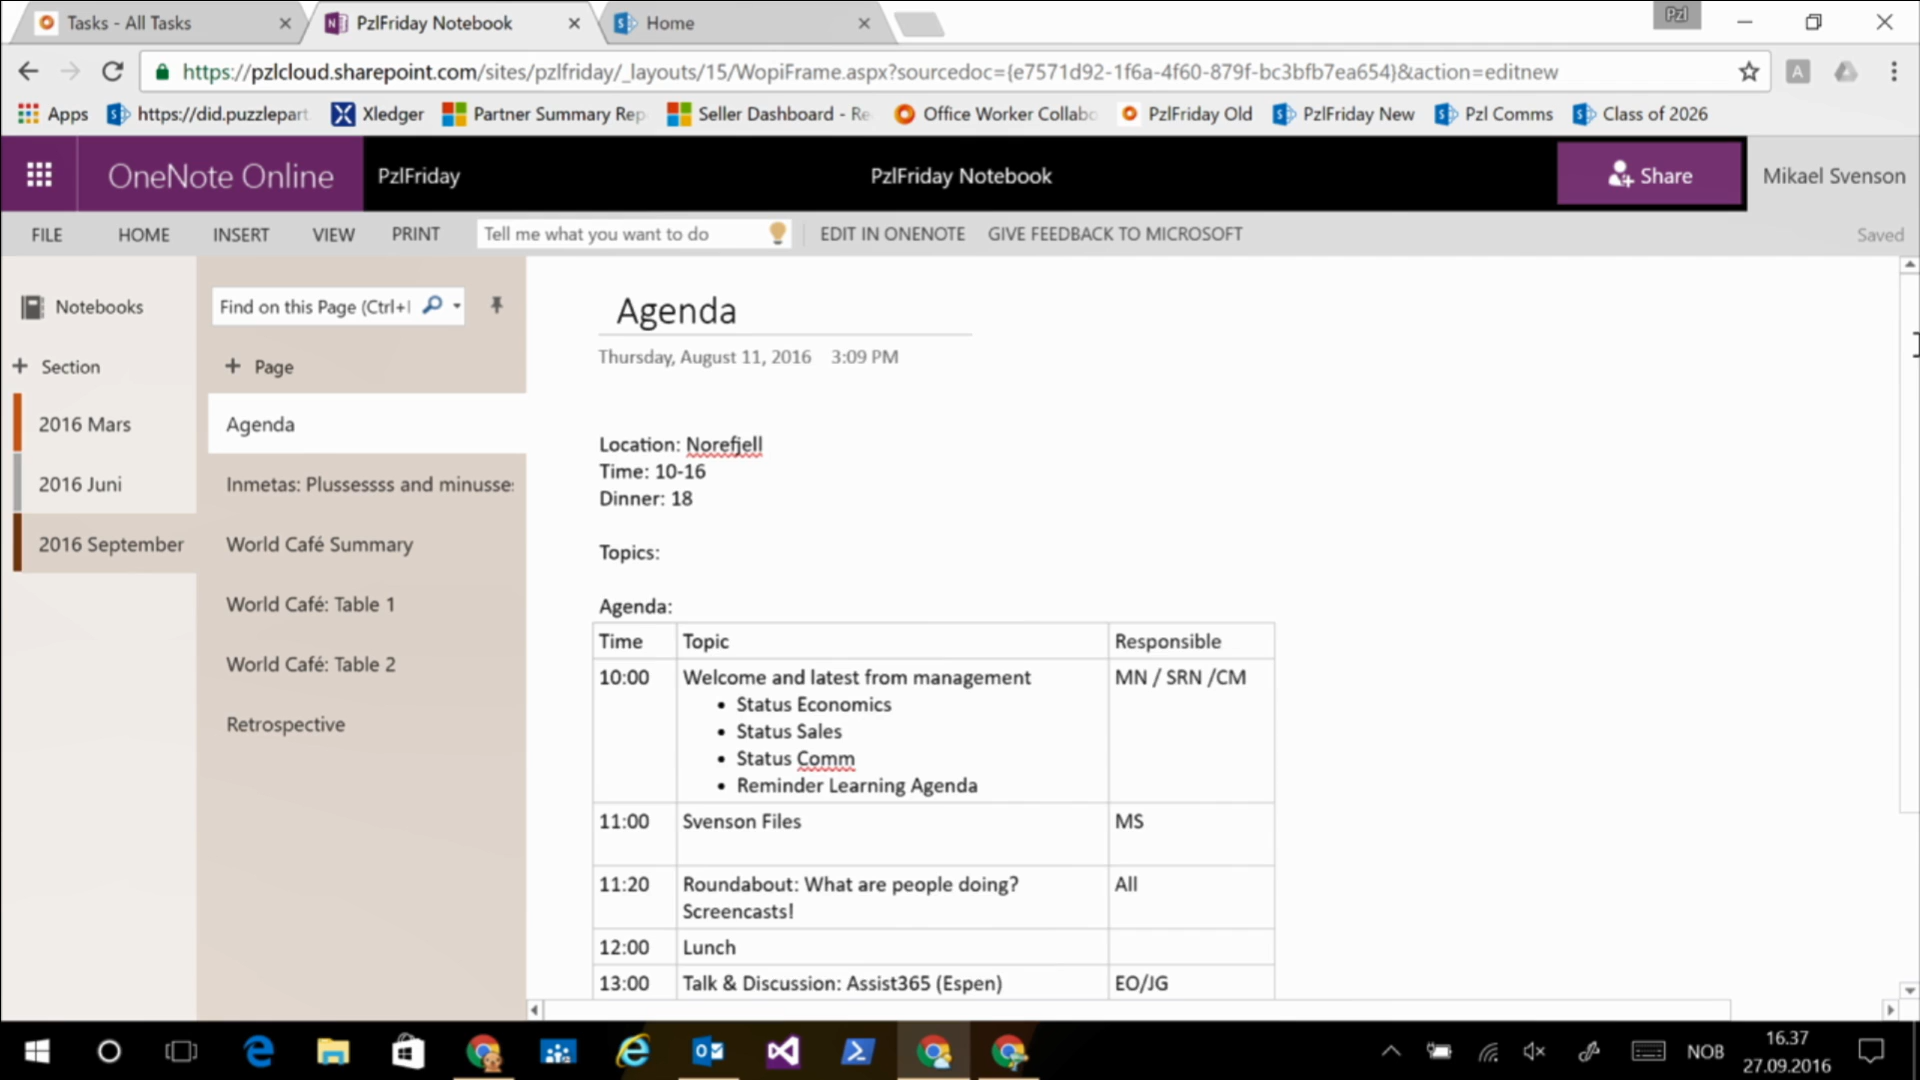 Tasks - All Tasks
PzlFriday Notebook
Home
Pzl
https://pzlcloud.sharepoint.com/sites/pzlfriday/_layouts/15/WopiFrame.aspx?sourcedoc={e7571d92-1f6a-4f60-879f-bc3bfb7ea654}&action=editnew
Apps
https://did.puzzlepart
Xledger
Partner Summary Rep
Seller Dashboard - Re
Office Worker Collabo
PzlFriday Old
PzlFriday New
Pzl Comms
Class of 2026
OneNote Online
PzlFriday
PzlFriday Notebook
Share
Mikael Svenson
FILE
HOME
INSERT
VIEW
PRINT
Tell me what you want to do
EDIT IN ONENOTE
GIVE FEEDBACK TO MICROSOFT
Saved
Notebooks
+ Section
2016 Mars
2016 Juni
2016 September
Find on this Page (Ctrl+
+ Page
Agenda
Inmetas: Plussessss and minusse
World Café Summary
World Café: Table 1
World Café: Table 2
Retrospective
Agenda
Thursday, August 11, 2016 3:09 PM
Location: Norefjell
Time: 10-16
Dinner: 18
Topics:
Agenda:
Time Topic Responsible
10:00 Welcome and latest from management MN / SRN /CM
• Status Economics
• Status Sales
• Status Comm
• Reminder Learning Agenda
11:00 Svenson Files MS
11:20 Roundabout: What are people doing? All
Screencasts!
12:00 Lunch
13:00 Talk & Discussion: Assist365 (Espen) EO/JG
NOB
16.37
27.09.2016